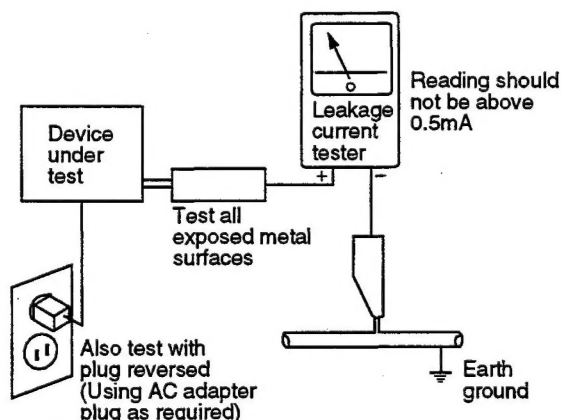 Device
under
test
Leakage
current
tester
+
-
Reading should
not be above
0.5mA
Test all
exposed metal
surfaces
Also test with
plug reversed
(Using AC adapter
plug as required)
Earth
ground